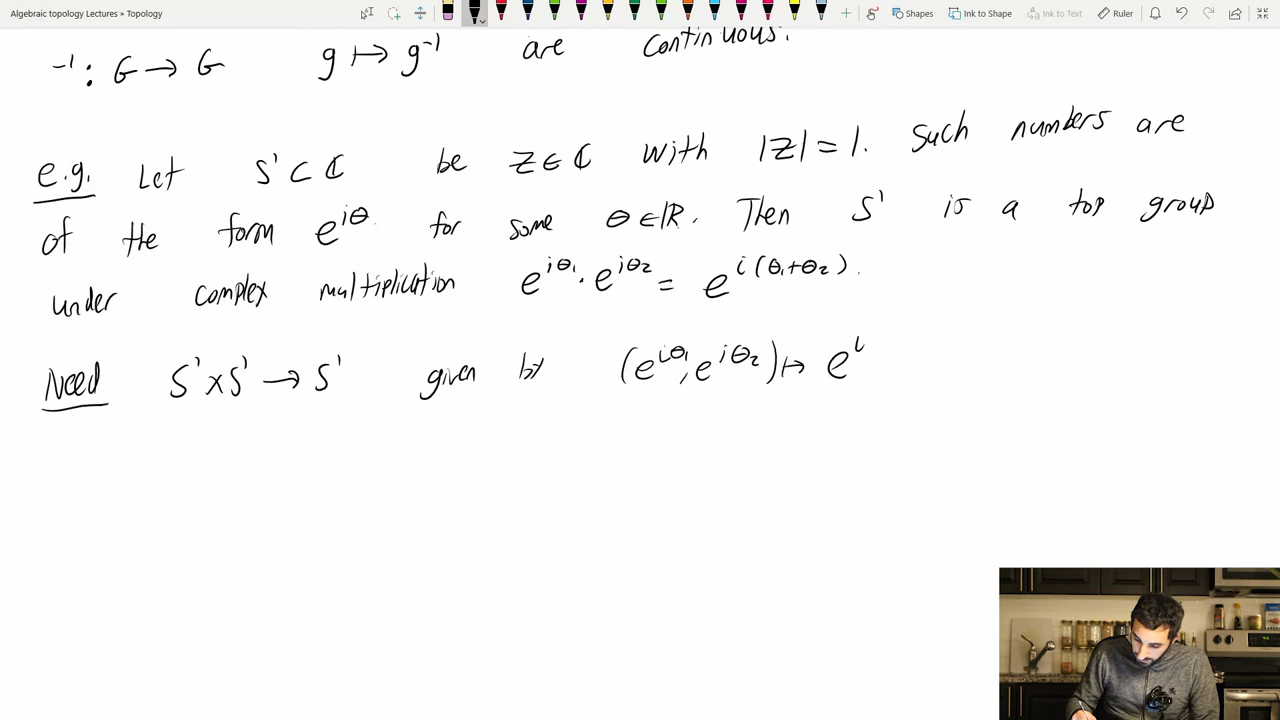 Algebraic topology Lectures » Topology
Shapes Ink to Shape Ink to Text Ruler
⁻¹: G → G g ↦ g⁻¹ are continuous.
e.g. Let S¹ ⊂ ℂ be z ∈ ℂ with |z| = 1. Such numbers are
of the form e^{iθ} for some θ ∈ ℝ. Then S¹ is a top group
under complex multiplication e^{iθ₁} · e^{iθ₂} = e^{i(θ₁+θ₂)}.
Need S¹ × S¹ → S¹ given by (e^{iθ₁}, e^{iθ₂}) ↦ e^{i